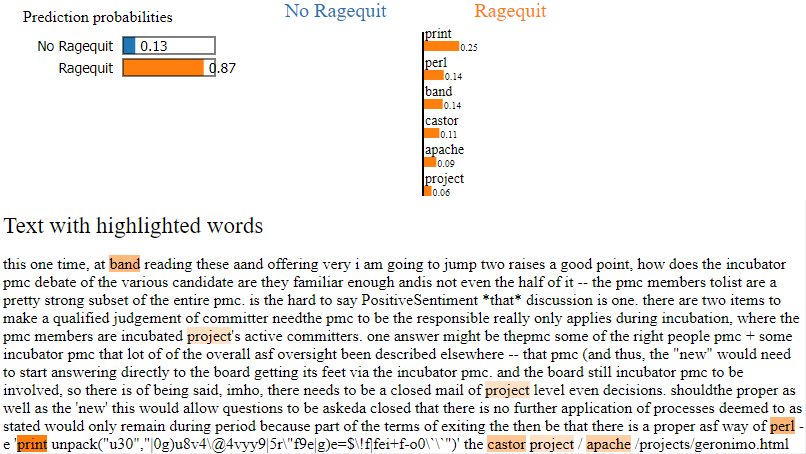 Prediction probabilities
No Ragequit 0.13
Ragequit 0.87
No Ragequit Ragequit
print
0.25
perl
0.14
band
0.14
castor
0.11
apache
0.09
project
0.06
Text with highlighted words
this one time, at band reading these aand offering very i am going to jump two raises a good point, how does the incubator
pmc debate of the various candidate are they familiar enough andis not even the half of it -- the pmc members tolist are a
pretty strong subset of the entire pmc. is the hard to say PositiveSentiment *that* discussion is one. there are two items to
make a qualified judgement of committer needthe pmc to be the responsible really only applies during incubation, where the
pmc members are incubated project's active committers. one answer might be thepmc some of the right people pmc + some
incubator pmc that lot of of the overall asf oversight been described elsewhere -- that pmc (and thus, the "new" would need
to start answering directly to the board getting its feet via the incubator pmc. and the board still incubator pmc to be
involved, so there is of being said, imho, there needs to be a closed mail of project level even decisions. shouldthe proper as
well as the 'new' this would allow questions to be askeda closed that there is no further application of processes deemed to as
stated would only remain during period because part of the terms of exiting the then be that there is a proper asf way of perl -
e 'print unpack("u30","|0g)u8v4\@4vyy9|5r\"f9e|g)e=$\!f|fei+f-o0\`\`")' the castor project / apache /projects/geronimo.html